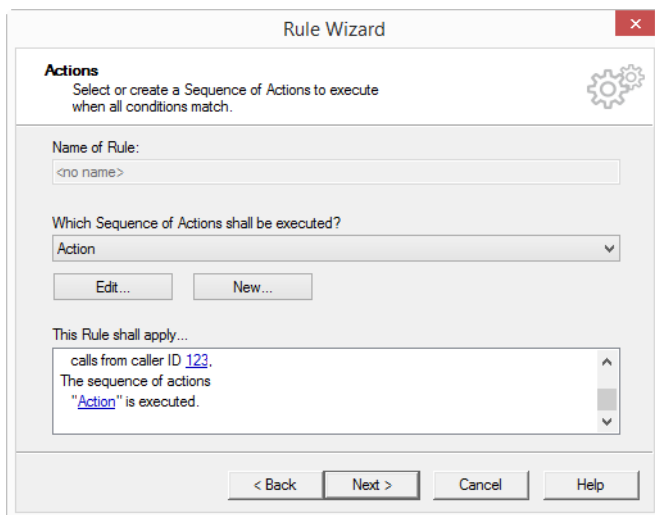 Rule Wizard
Actions
Select or create a Sequence of Actions to execute
when all conditions match.
Name of Rule:
<no name>
Which Sequence of Actions shall be executed?
Action
Edit...
New...
This Rule shall apply...
calls from caller ID 123,
The sequence of actions
"Action" is executed.
< Back
Next >
Cancel
Help